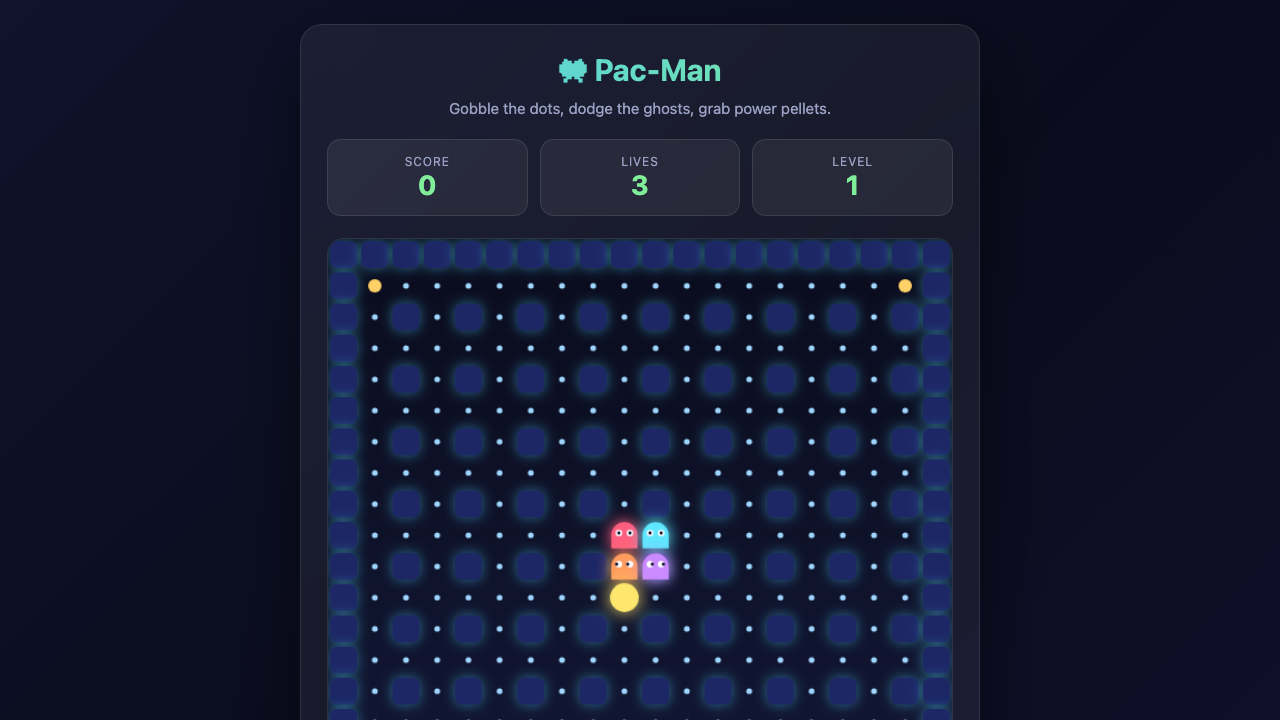 Pac-Man
Gobble the dots, dodge the ghosts, grab power pellets.
SCORE
0
LIVES
3
LEVEL
1